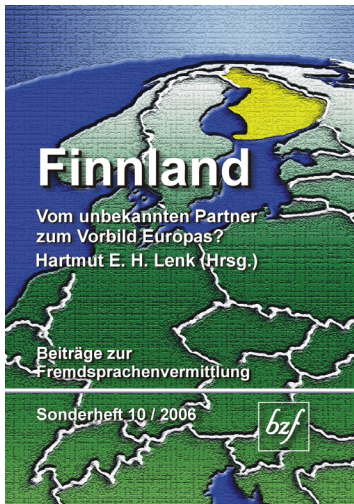 Finnland
Vom unbekannten Partner
zum Vorbild Europas?
Hartmut E. H. Lenk (Hrsg.)
Beiträge zur
Fremdsprachenvermittlung
Sonderheft 10 / 2006
bzf